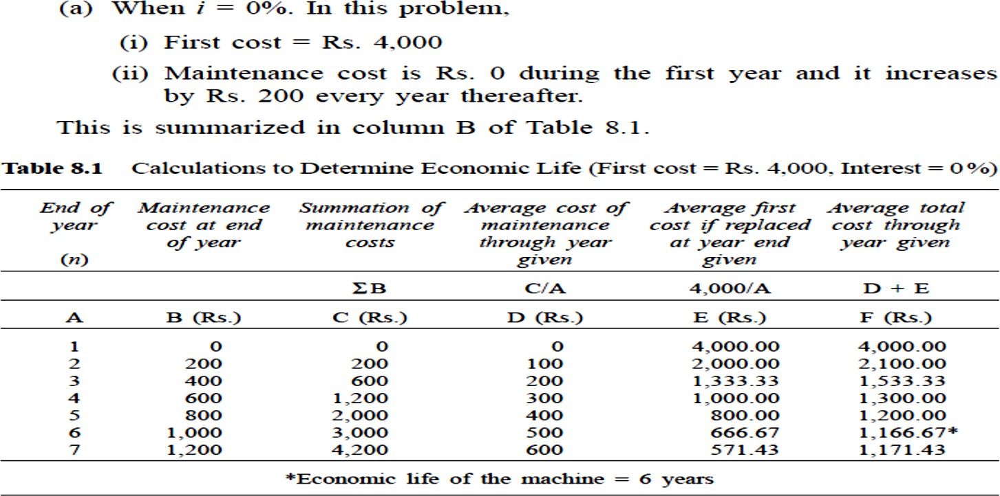 (a) When i = 0%. In this problem,
(i) First cost = Rs. 4,000
(ii) Maintenance cost is Rs. 0 during the first year and it increases
by Rs. 200 every year thereafter.
This is summarized in column B of Table 8.1.
Table 8.1 Calculations to Determine Economic Life (First cost = Rs. 4,000, Interest = 0%)
End of Maintenance Summation of Average cost of Average first Average total
year cost at end maintenance maintenance cost if replaced cost through
of year costs through year at year end year given
(n) given given
ΣB C/A 4,000/A D + E
A B (Rs.) C (Rs.) D (Rs.) E (Rs.) F (Rs.)
1 0 0 0 4,000.00 4,000.00
2 200 200 100 2,000.00 2,100.00
3 400 600 200 1,333.33 1,533.33
4 600 1,200 300 1,000.00 1,300.00
5 800 2,000 400 800.00 1,200.00
6 1,000 3,000 500 666.67 1,166.67*
7 1,200 4,200 600 571.43 1,171.43
*Economic life of the machine = 6 years